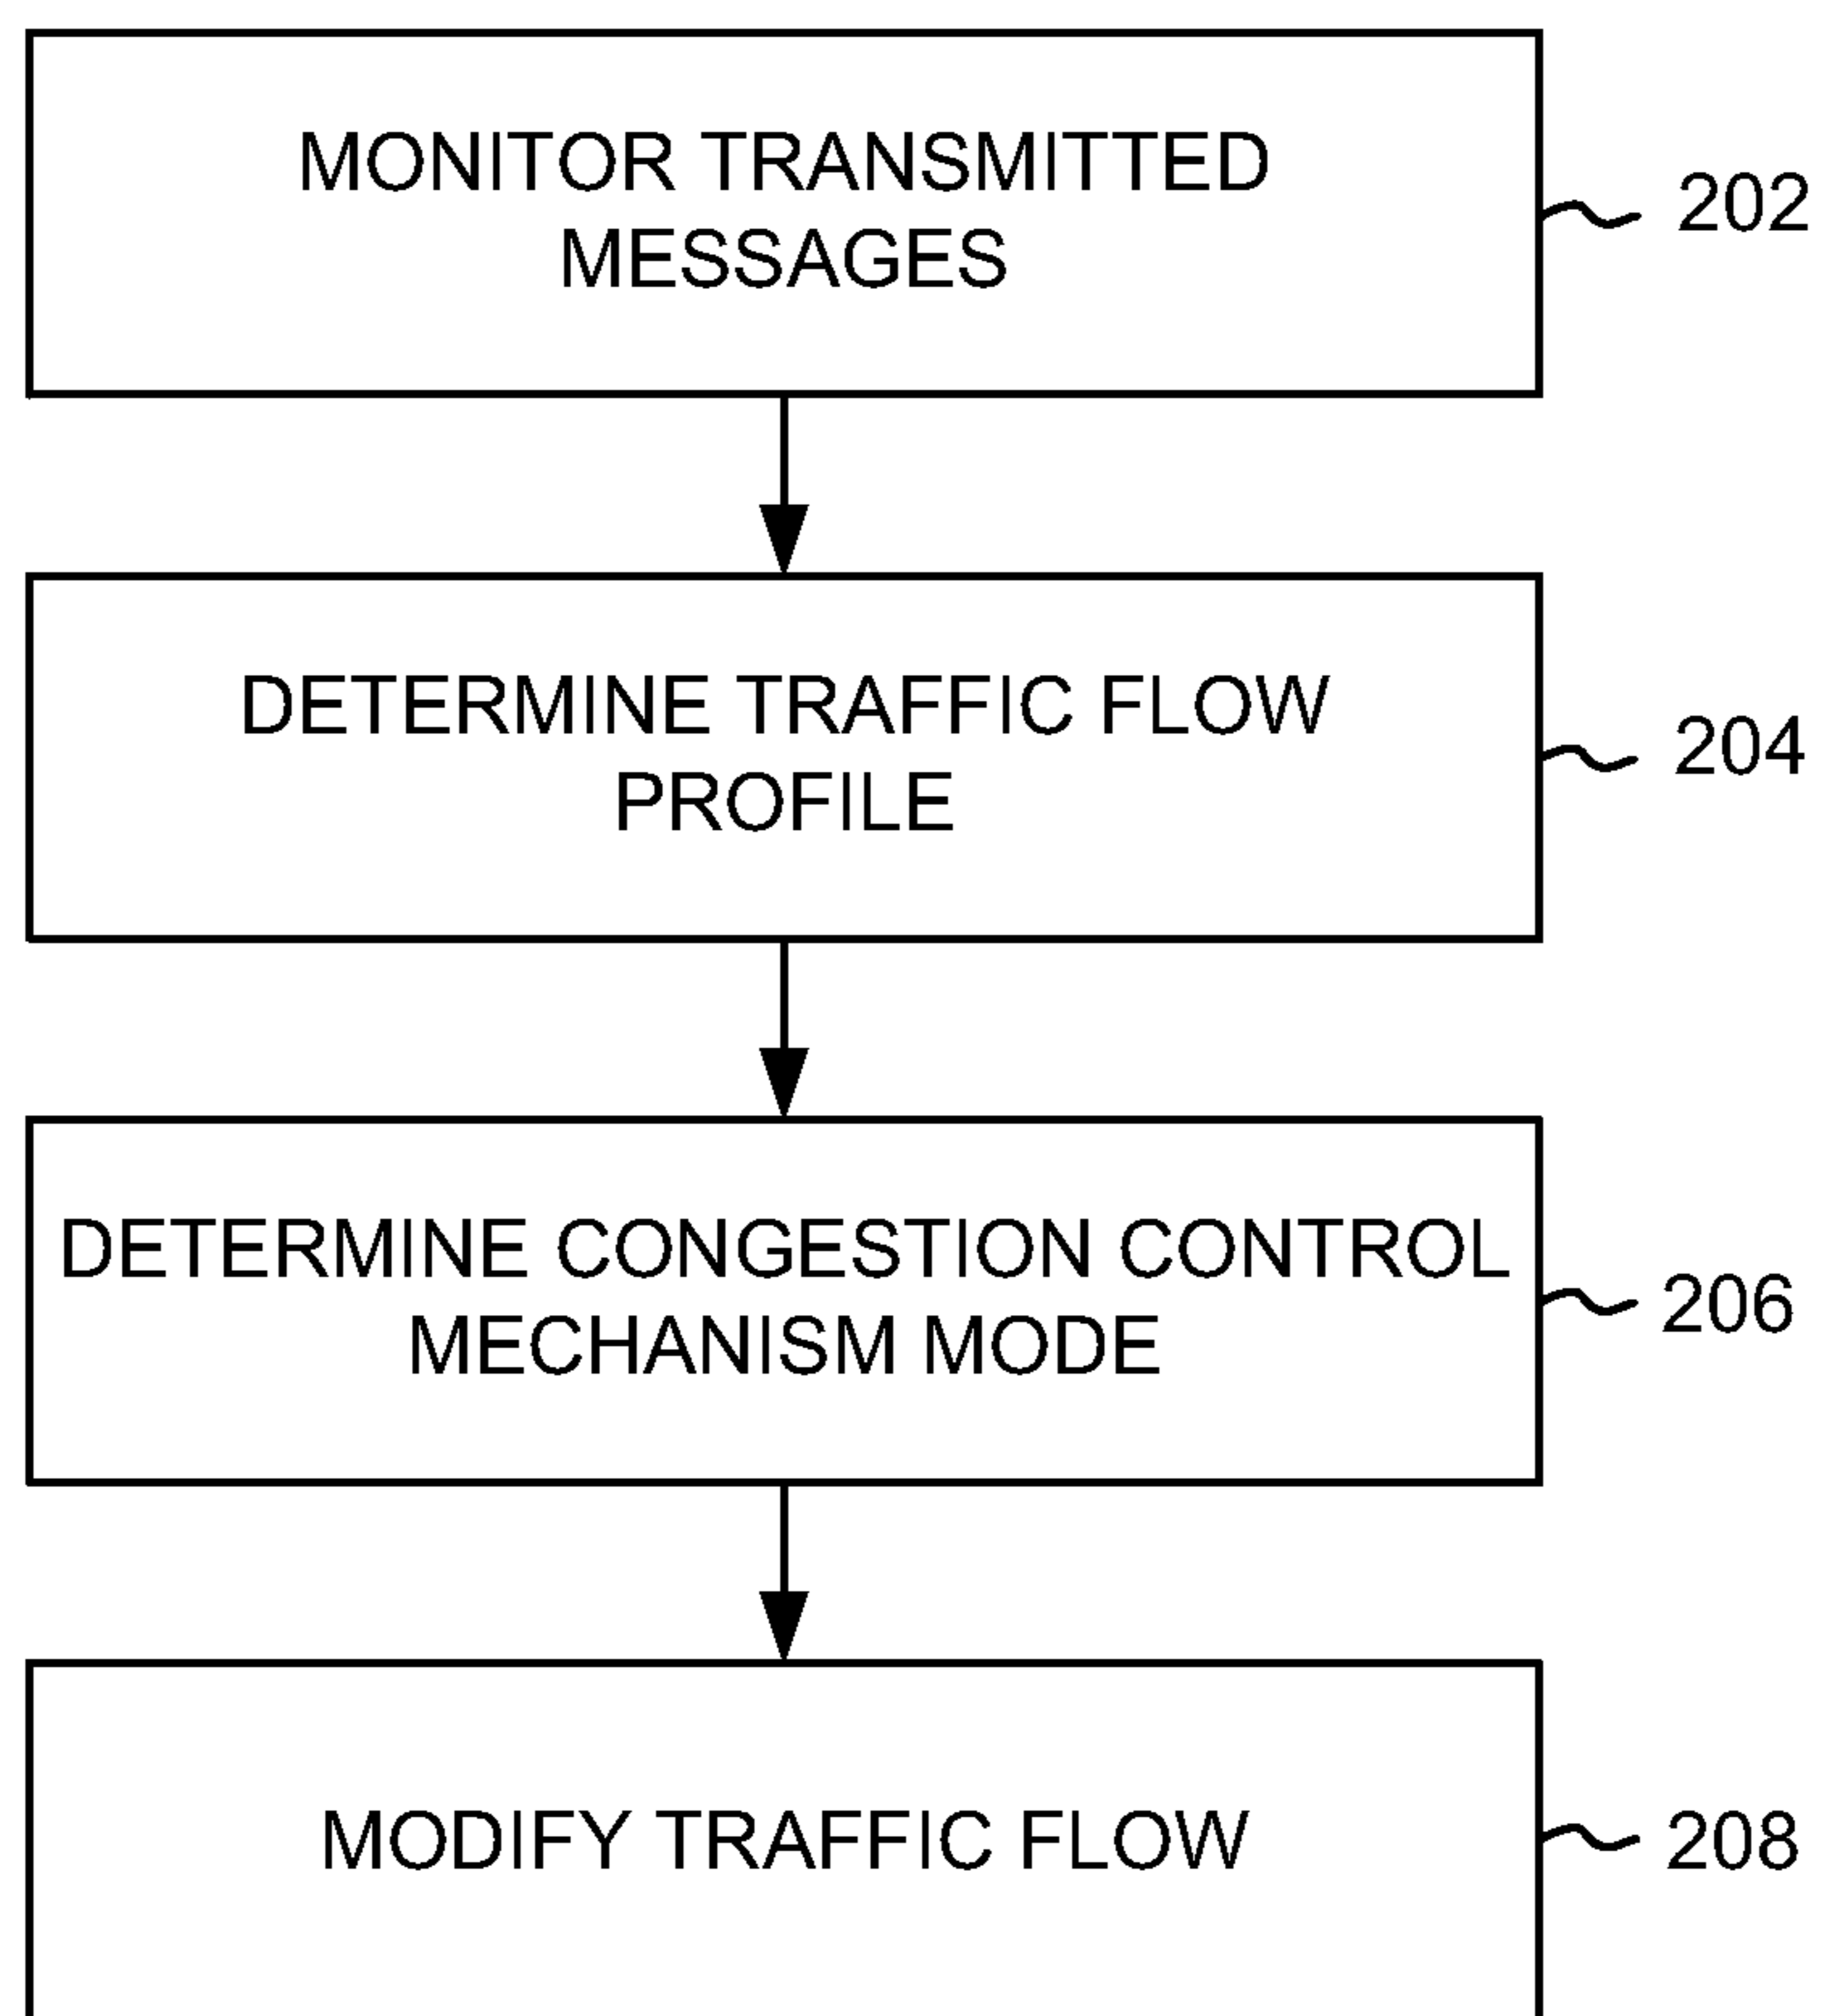 MONITOR TRANSMITTED
MESSAGES
202
DETERMINE TRAFFIC FLOW
PROFILE
204
DETERMINE CONGESTION CONTROL
MECHANISM MODE
206
MODIFY TRAFFIC FLOW
208